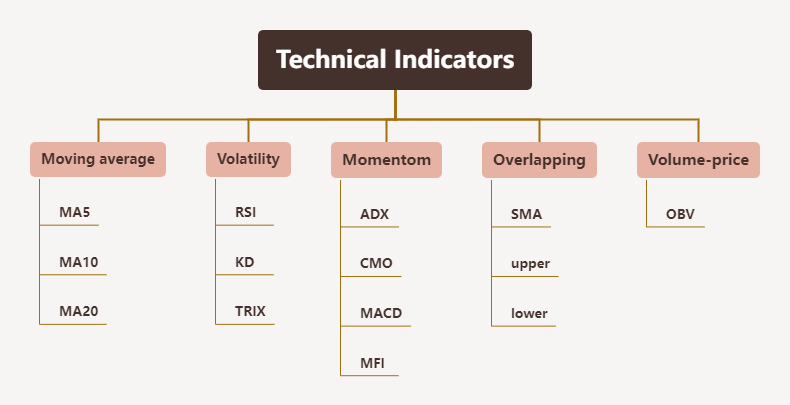 Technical Indicators
Moving average
MA5
MA10
MA20
Volatility
RSI
KD
TRIX
Momentom
ADX
CMO
MACD
MFI
Overlapping
SMA
upper
lower
Volume-price
OBV